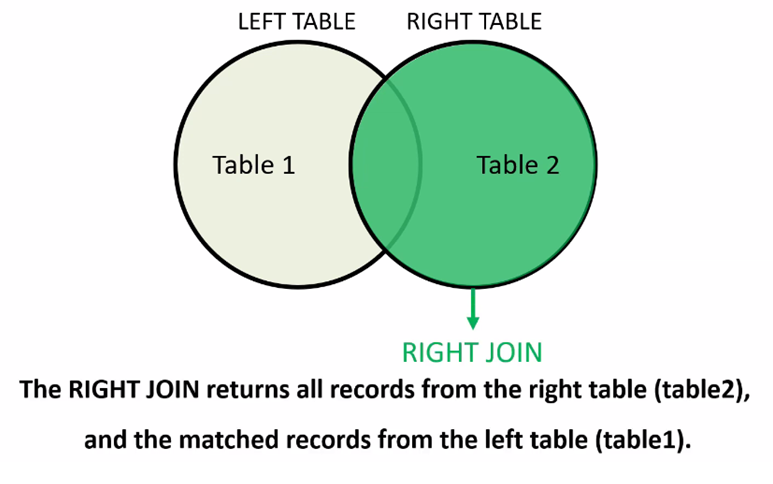 LEFT TABLE RIGHT TABLE
Table 1 Table 2
RIGHT JOIN
The RIGHT JOIN returns all records from the right table (table2),
and the matched records from the left table (table1).